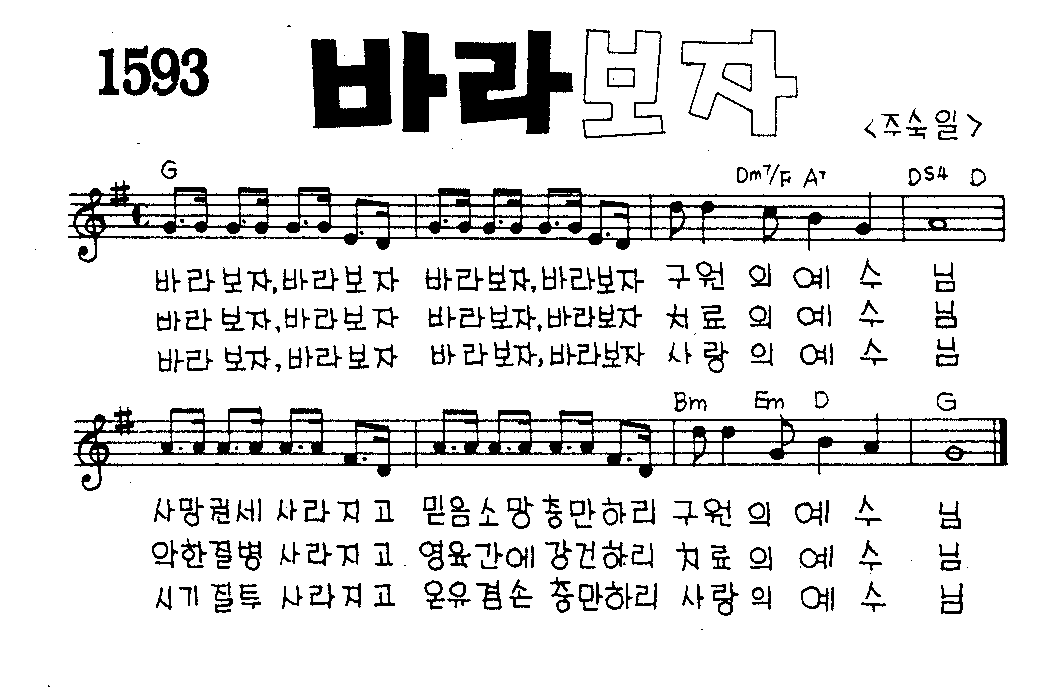 1593
바라보자
<주숙일>
G Dm7/F A7 DS4 D
바라보자,바라보자 바라보자,바라보자 구원의 예수님
바라보자,바라보자 바라보자,바라보자 치료의 예수님
바라보자,바라보자 바라보자,바라보자 사랑의 예수님
Bm Em D G
사망권세 사라지고 믿음소망 충만하리 구원의 예수님
악한질병 사라지고 영육간에 강건하리 치료의 예수님
시기질투 사라지고 온유겸손 충만하리 사랑의 예수님